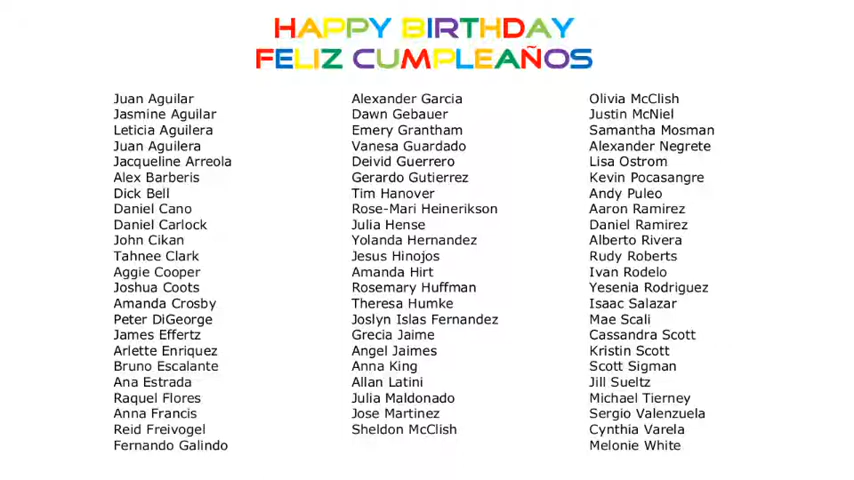 HAPPY BIRTHDAY
FELIZ CUMPLEAÑOS
Juan Aguilar
Jasmine Aguilar
Leticia Aguilera
Juan Aguilera
Jacqueline Arreola
Alex Barberis
Dick Bell
Daniel Cano
Daniel Carlock
John Cikan
Tahnee Clark
Aggie Cooper
Joshua Coots
Amanda Crosby
Peter DiGeorge
James Effertz
Arlette Enriquez
Bruno Escalante
Ana Estrada
Raquel Flores
Anna Francis
Reid Freivogel
Fernando Galindo
Alexander Garcia
Dawn Gebauer
Emery Grantham
Vanesa Guardado
Deivid Guerrero
Gerardo Gutierrez
Tim Hanover
Rose-Mari Heinerikson
Julia Hense
Yolanda Hernandez
Jesus Hinojos
Amanda Hirt
Rosemary Huffman
Theresa Humke
Joslyn Islas Fernandez
Grecia Jaime
Angel Jaimes
Anna King
Allan Latini
Julia Maldonado
Jose Martinez
Sheldon McClish
Olivia McClish
Justin McNiel
Samantha Mosman
Alexander Negrete
Lisa Ostrom
Kevin Pocasangre
Andy Puleo
Aaron Ramirez
Daniel Ramirez
Alberto Rivera
Rudy Roberts
Ivan Rodelo
Yesenia Rodriguez
Isaac Salazar
Mae Scali
Cassandra Scott
Kristin Scott
Scott Sigman
Jill Sueltz
Michael Tierney
Sergio Valenzuela
Cynthia Varela
Melonie White